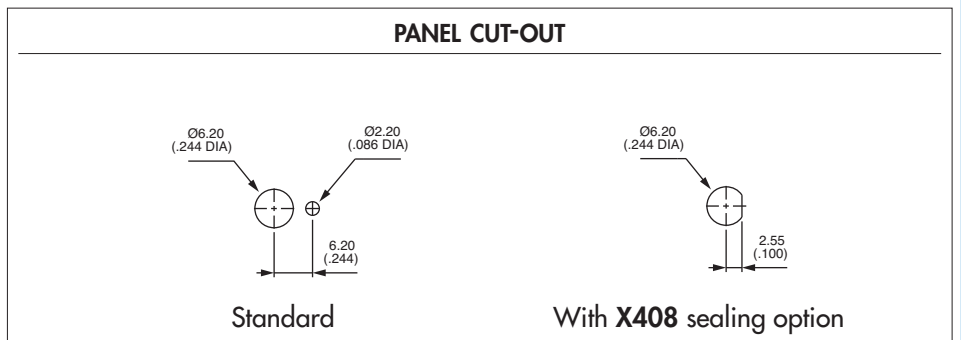 PANEL CUT-OUT
Ø6.20
(.244 DIA)
Ø2.20
(.086 DIA)
6.20
(.244)
Standard
Ø6.20
(.244 DIA)
2.55
(.100)
With X408 sealing option